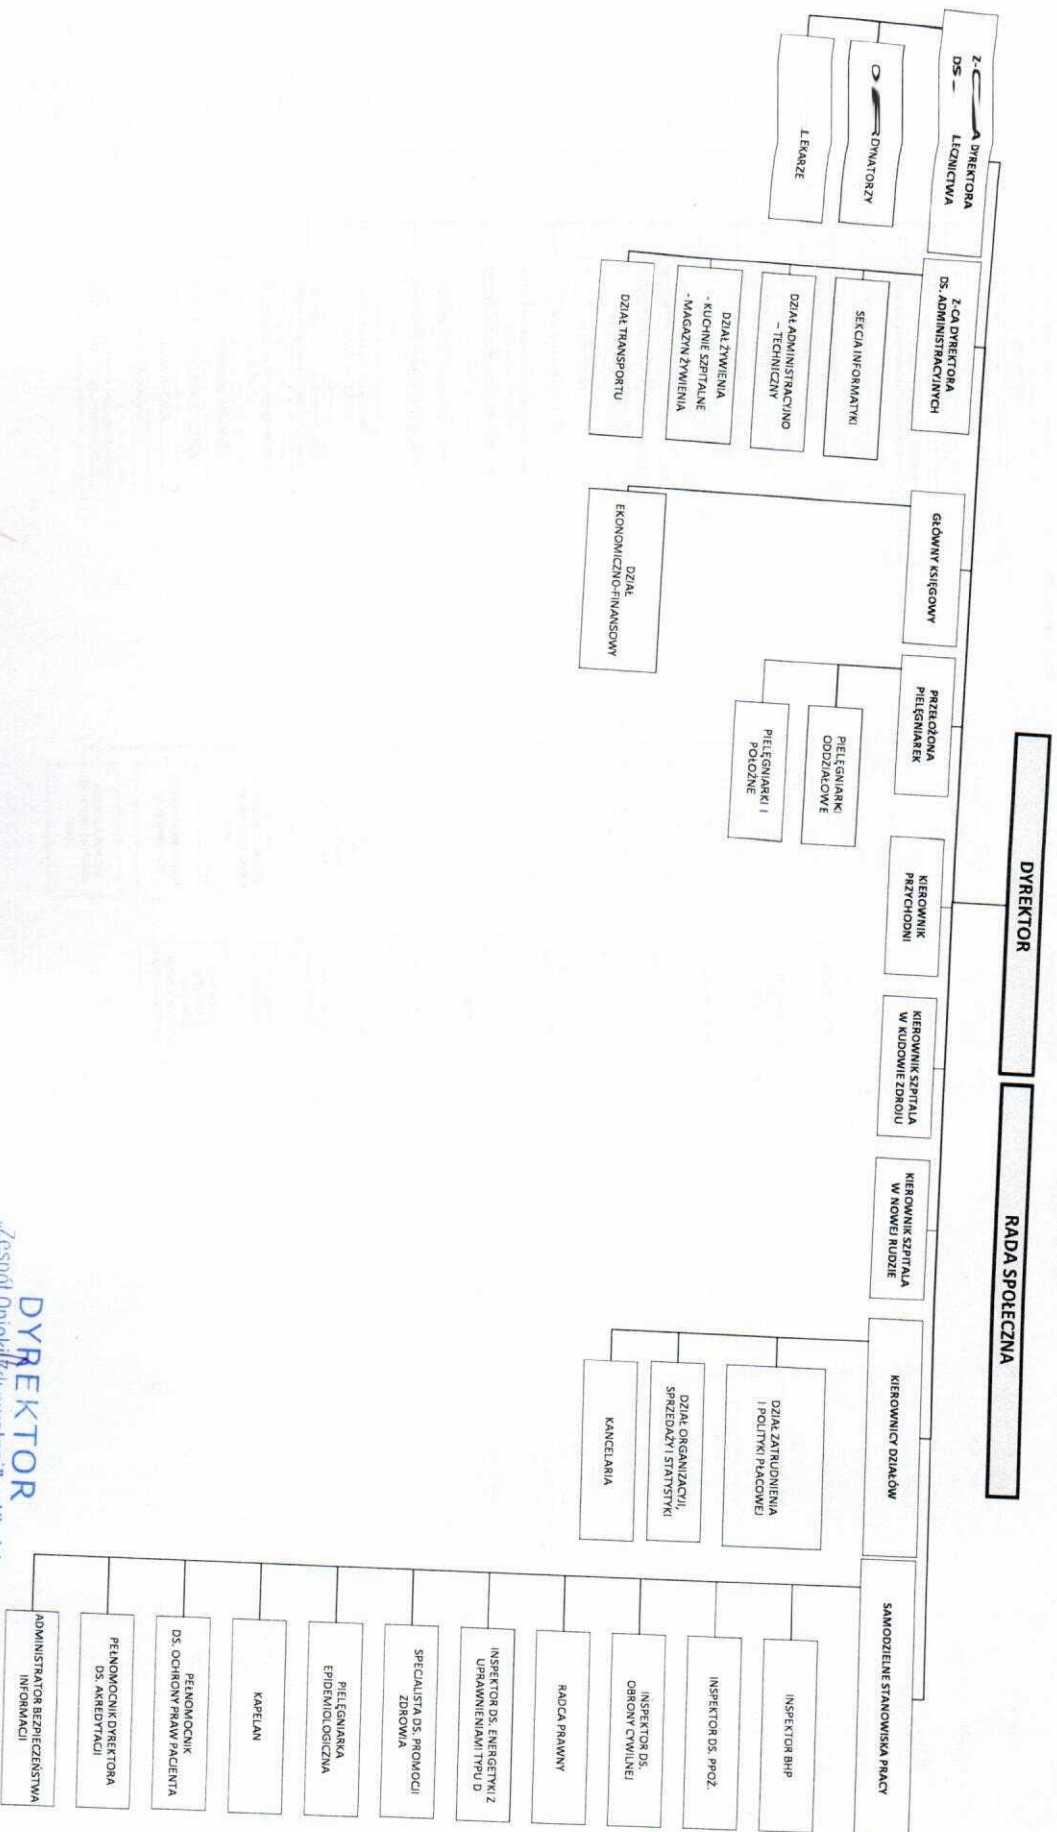 DYREKTOR
RADA SPOŁECZNA
Z-CA DYREKTORA
DS. LECZNICTWA
DYNATORZY
LEKARZE
Z-CA DYREKTORA
DS. ADMINISTRACYJNYCH
SEKCJA INFORMATYKI
DZIAŁ ADMINISTRACYJNO
– TECHNICZNY
DZIAŁ ŻYWIENIA
- KUCHNIE SZPITALNE
- MAGAZYN ŻYWIENIA
DZIAŁ TRANSPORTU
GŁÓWNY KSIĘGOWY
DZIAŁ
EKONOMICZNO-FINANSOWY
PRZEŁOŻONA
PIELĘGNIAREK
PIELĘGNIARKI
ODDZIAŁOWE
PIELĘGNIARKI I
POŁOŻNE
KIEROWNIK
PRZYCHODNI
KIEROWNIK SZPITALA
W KUDOWIE ZDROJU
KIEROWNIK SZPITALA
W NOWEJ RUDZIE
KIEROWNICY DZIAŁÓW
DZIAŁ ZATRUDNIENIA
I POLITYKI PŁACOWEJ
DZIAŁ ORGANIZACJI,
SPRZEDAŻY I STATYSTYKI
KANCELARIA
SAMODZIELNE STANOWISKA PRACY
INSPEKTOR BHP
INSPEKTOR DS. PPOŻ.
INSPEKTOR DS.
OBRONY CYWILNEJ
RADCA PRAWNY
INSPEKTOR DS. ENERGETYKI Z
UPRAWNIENIAMI TYPU D
SPECJALISTA DS. PROMOCJI
ZDROWIA
PIELĘGNIARKA
EPIDEMIOLOGICZNA
KAPELAN
PEŁNOMOCNIK
DS. OCHRONY PRAW PACJENTA
PEŁNOMOCNIK DYREKTORA
DS. AKREDYTACJI
ADMINISTRATOR BEZPIECZEŃSTWA
INFORMACJI
DYREKTOR
„Zespół Opieki